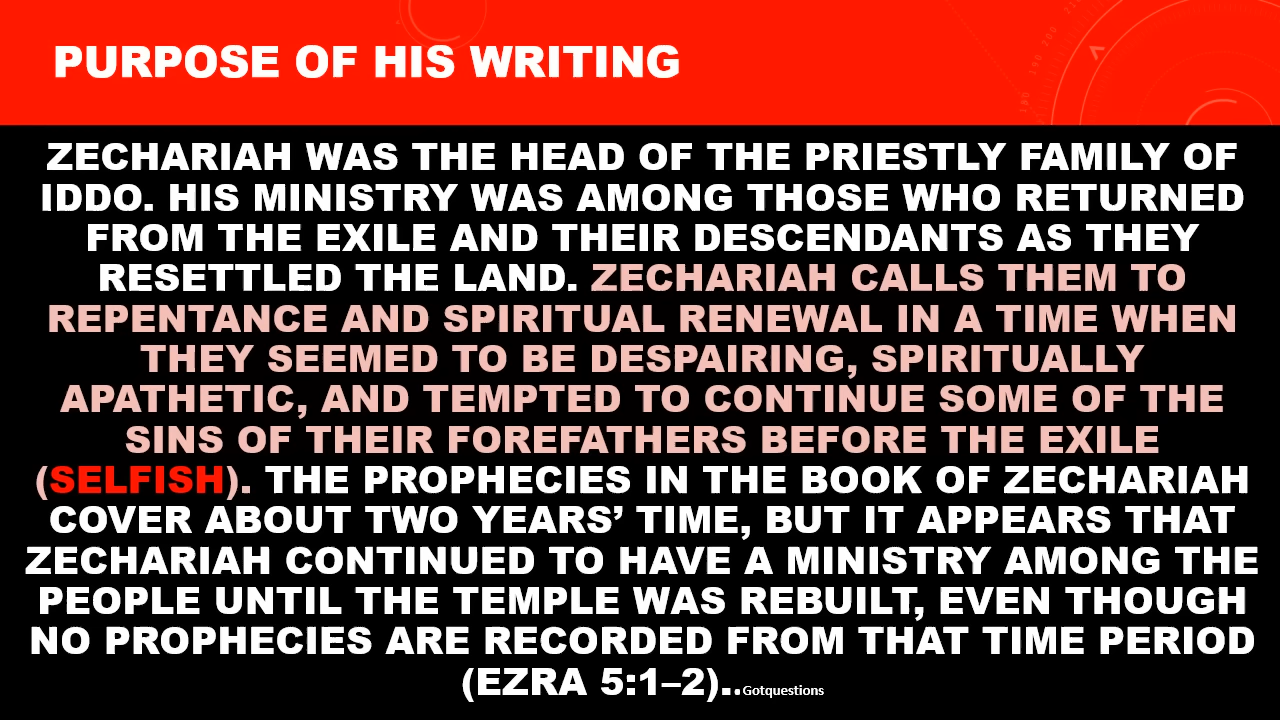 PURPOSE OF HIS WRITING
ZECHARIAH WAS THE HEAD OF THE PRIESTLY FAMILY OF
IDDO. HIS MINISTRY WAS AMONG THOSE WHO RETURNED
FROM THE EXILE AND THEIR DESCENDANTS AS THEY
RESETTLED THE LAND. ZECHARIAH CALLS THEM TO
REPENTANCE AND SPIRITUAL RENEWAL IN A TIME WHEN
THEY SEEMED TO BE DESPAIRING, SPIRITUALLY
APATHETIC, AND TEMPTED TO CONTINUE SOME OF THE
SINS OF THEIR FOREFATHERS BEFORE THE EXILE
(SELFISH). THE PROPHECIES IN THE BOOK OF ZECHARIAH
COVER ABOUT TWO YEARS’ TIME, BUT IT APPEARS THAT
ZECHARIAH CONTINUED TO HAVE A MINISTRY AMONG THE
PEOPLE UNTIL THE TEMPLE WAS REBUILT, EVEN THOUGH
NO PROPHECIES ARE RECORDED FROM THAT TIME PERIOD
(EZRA 5:1–2)..Gotquestions